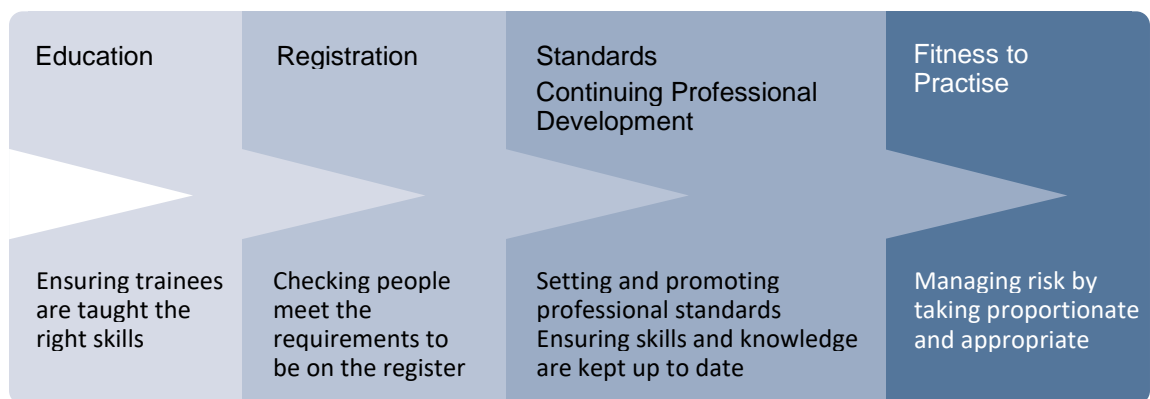 Education
Ensuring trainees
are taught the
right skills
Registration
Checking people
meet the
requirements to
be on the register
Standards
Continuing Professional
Development
Setting and promoting
professional standards
Ensuring skills and knowledge
are kept up to date
Fitness to
Practise
Managing risk by
taking proportionate
and appropriate